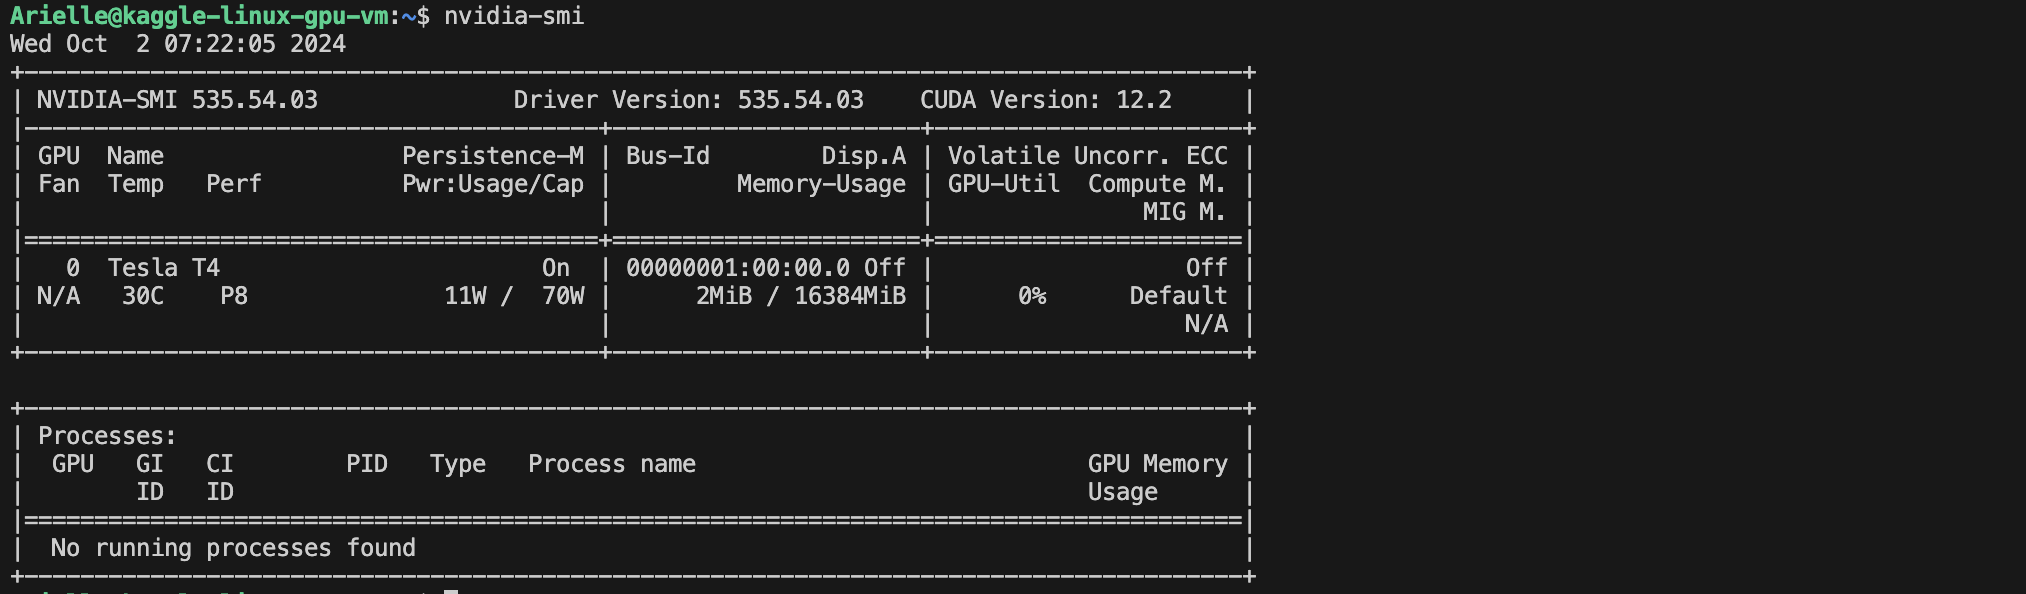 Arielle@kaggle-linux-gpu-vm:~$ nvidia-smi
Wed Oct  2 07:22:05 2024
+---------------------------------------------------------------------------------------+
| NVIDIA-SMI 535.54.03              Driver Version: 535.54.03    CUDA Version: 12.2     |
|-----------------------------------------+----------------------+----------------------+
| GPU  Name                 Persistence-M | Bus-Id        Disp.A | Volatile Uncorr. ECC |
| Fan  Temp   Perf          Pwr:Usage/Cap |         Memory-Usage | GPU-Util  Compute M. |
|                                         |                      |               MIG M. |
|=========================================+======================+======================|
|   0  Tesla T4                       On  | 00000001:00:00.0 Off |                  Off |
| N/A   30C    P8              11W /  70W |      2MiB / 16384MiB |      0%      Default |
|                                         |                      |                  N/A |
+-----------------------------------------+----------------------+----------------------+

+---------------------------------------------------------------------------------------+
| Processes:                                                                            |
|  GPU   GI   CI        PID   Type   Process name                            GPU Memory |
|        ID   ID                                                             Usage      |
|=======================================================================================|
|  No running processes found                                                           |
+---------------------------------------------------------------------------------------+